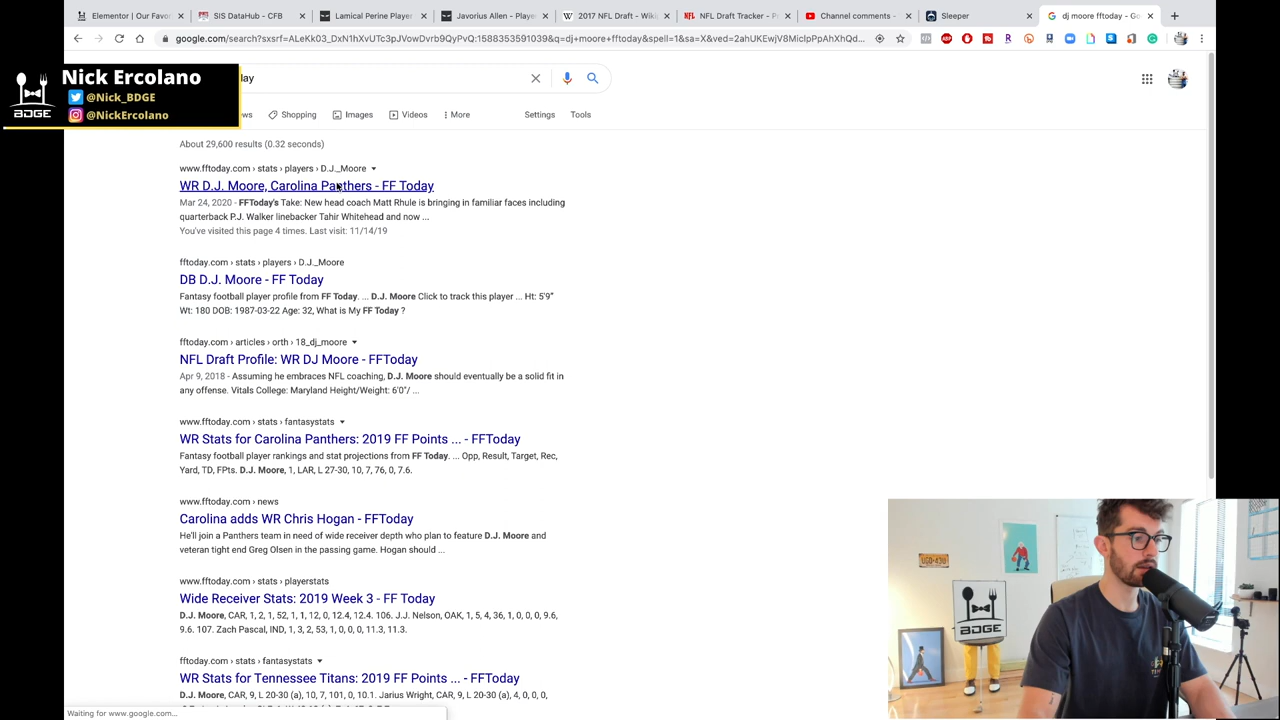 Elementor | Our Favor
SIS DataHub - CFB
Lamical Perine Player
Javorius Allen - Player
2017 NFL Draft - Wiki
NFL Draft Tracker - P
Channel comments -
Sleeper
dj moore fftoday - Go
google.com/search?sxsrf=ALeKk03_DxN1hXvUTc3pJVowDvrb9QyPvQ:1588353591039&q=dj+moore+fftoday&spell=1&sa=X&ved=2ahUKEwjV8MicIpPpAhXhQd...
Nick Ercolano
@Nick_BDGE
@NickErcolano
BDGE
lay
ws
Shopping
Images
Videos
More
Settings
Tools
About 29,600 results (0.32 seconds)
www.fftoday.com › stats › players › D.J._Moore
WR D.J. Moore, Carolina Panthers - FF Today
Mar 24, 2020 - FFToday's Take: New head coach Matt Rhule is bringing in familiar faces including
quarterback P.J. Walker linebacker Tahir Whitehead and now ...
You've visited this page 4 times. Last visit: 11/14/19
fftoday.com › stats › players › D.J._Moore
DB D.J. Moore - FF Today
Fantasy football player profile from FF Today. ... D.J. Moore Click to track this player ... Ht: 5'9"
Wt: 180 DOB: 1987-03-22 Age: 32, What is My FF Today ?
fftoday.com › articles › orth › 18_dj_moore
NFL Draft Profile: WR DJ Moore - FFToday
Apr 9, 2018 - Assuming he embraces NFL coaching, D.J. Moore should eventually be a solid fit in
any offense. Vitals College: Maryland Height/Weight: 6'0"/ ...
www.fftoday.com › stats › fantasystats
WR Stats for Carolina Panthers: 2019 FF Points ... - FFToday
Fantasy football player rankings and stat projections from FF Today. ... Opp, Result, Target, Rec,
Yard, TD, FPts. D.J. Moore, 1, LAR, L 27-30, 10, 7, 76, 0, 7.6.
www.fftoday.com › news
Carolina adds WR Chris Hogan - FFToday
He'll join a Panthers team in need of wide receiver depth who plan to feature D.J. Moore and
veteran tight end Greg Olsen in the passing game. Hogan should ...
www.fftoday.com › stats › playerstats
Wide Receiver Stats: 2019 Week 3 - FF Today
D.J. Moore, CAR, 1, 2, 1, 52, 1, 1, 12, 0, 12.4, 12.4. 106. J.J. Nelson, OAK, 1, 5, 4, 36, 1, 0, 0, 0, 9.6,
9.6. 107. Zach Pascal, IND, 1, 3, 2, 53, 1, 0, 0, 0, 11.3, 11.3.
fftoday.com › stats › fantasystats
WR Stats for Tennessee Titans: 2019 FF Points ... - FFToday
D.J. Moore, CAR, 9, L 20-30 (a), 10, 7, 101, 0, 10.1. Jarius Wright, CAR, 9, L 20-30 (a), 4, 0, 0, 0,
Waiting for www.google.com...
BDGE